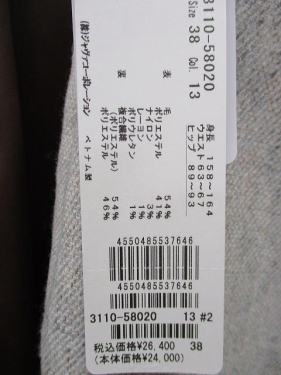 3110-58020
Size 38 Col. 13
身長 158~164
ウエスト 63~67
ヒップ 89~93
表 毛 54%
ポリエステル 41%
ナイロン 3%
レーヨン 1%
ポリウレタン 1%
裏 複合繊維
(ポリエステル) 54%
ポリエステル 46%
(株)ジャヴァコーポレーション ベトナム製
4550485537646
4550485537646
3110-58020 13 #2
税込価格¥26,400 38
(本体価格¥24,000)